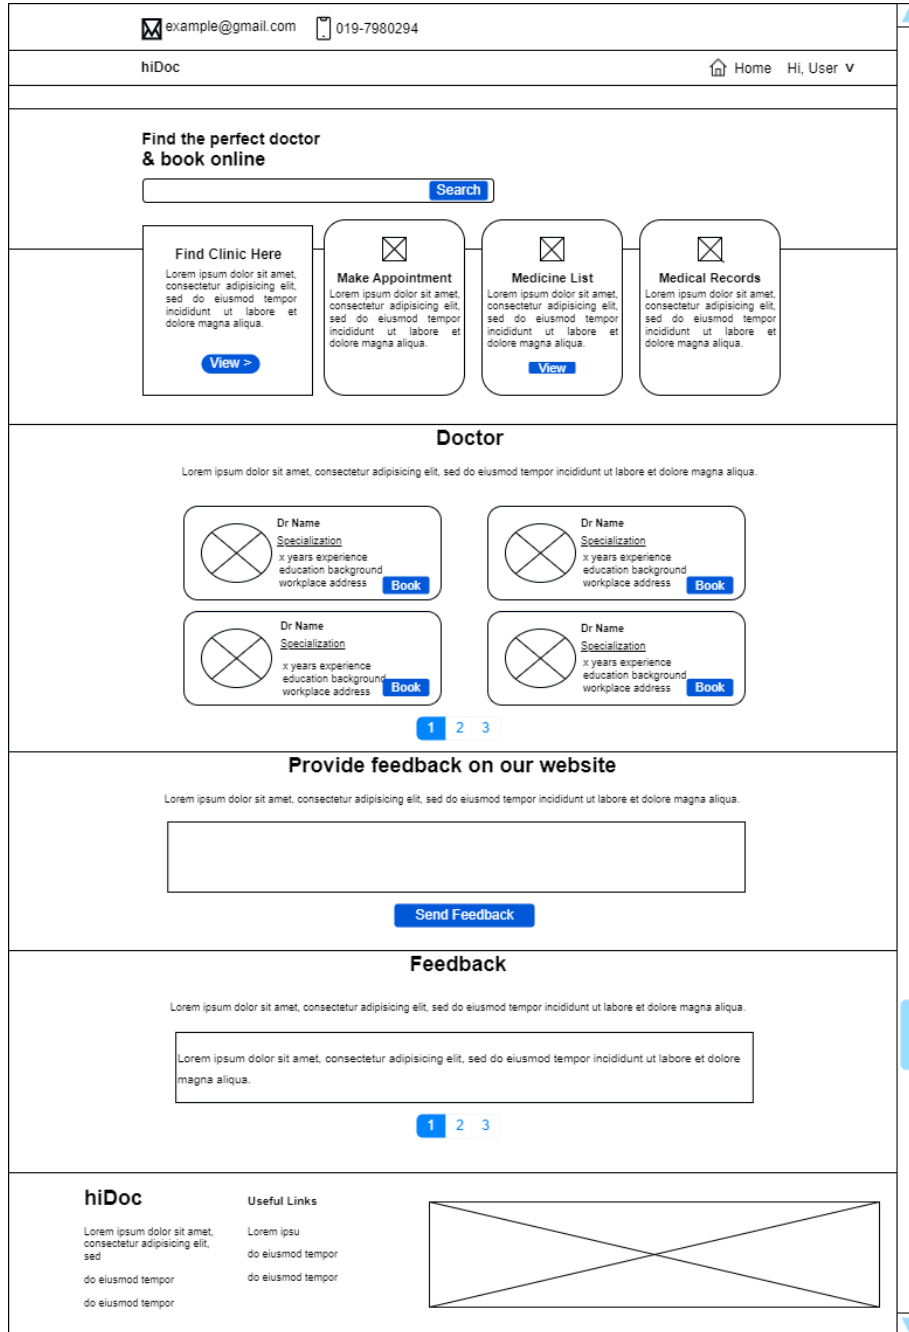 example@gmail.com
019-7980294
hiDoc
Home
Hi, User v
Find the perfect doctor
& book online
Search
Find Clinic Here
Lorem ipsum dolor sit amet,
consectetur adipisicing elit,
sed do eiusmod tempor
incididunt ut labore et
dolore magna aliqua.
View >
Make Appointment
Lorem ipsum dolor sit amet,
consectetur adipisicing elit,
sed do eiusmod tempor
incididunt ut labore et
dolore magna aliqua.
Medicine List
Lorem ipsum dolor sit amet,
consectetur adipisicing elit,
sed do eiusmod tempor
incididunt ut labore et
dolore magna aliqua.
View
Medical Records
Lorem ipsum dolor sit amet,
consectetur adipisicing elit,
sed do eiusmod tempor
incididunt ut labore et
dolore magna aliqua.
Doctor
Lorem ipsum dolor sit amet, consectetur adipisicing elit, sed do eiusmod tempor incididunt ut labore et dolore magna aliqua.
Dr Name
Specialization
x years experience
education background
workplace address
Book
Dr Name
Specialization
x years experience
education background
workplace address
Book
Dr Name
Specialization
x years experience
education background
workplace address
Book
Dr Name
Specialization
x years experience
education background
workplace address
Book
1 2 3
Provide feedback on our website
Lorem ipsum dolor sit amet, consectetur adipisicing elit, sed do eiusmod tempor incididunt ut labore et dolore magna aliqua.
Send Feedback
Feedback
Lorem ipsum dolor sit amet, consectetur adipisicing elit, sed do eiusmod tempor incididunt ut labore et dolore magna aliqua.
Lorem ipsum dolor sit amet, consectetur adipisicing elit, sed do eiusmod tempor incididunt ut labore et dolore
magna aliqua.
1 2 3
hiDoc
Lorem ipsum dolor sit amet,
consectetur adipisicing elit,
sed
do eiusmod tempor
do eiusmod tempor
Useful Links
Lorem ipsu
do eiusmod tempor
do eiusmod tempor